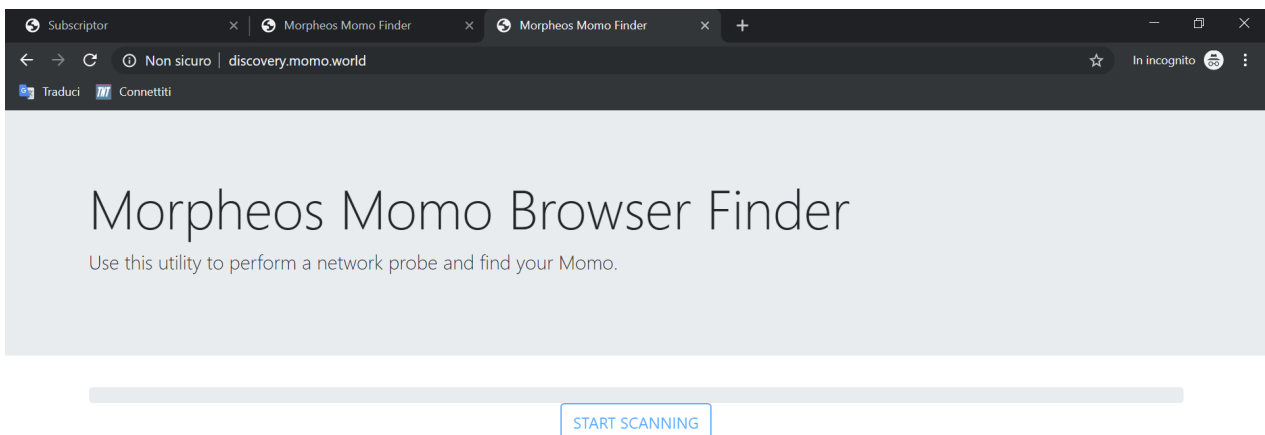 Subscriptor
Morpheos Momo Finder
Morpheos Momo Finder
Non sicuro
discovery.momo.world
In incognito
Traduci
TNT
Connettiti
Morpheos Momo Browser Finder
Use this utility to perform a network probe and find your Momo.
START SCANNING